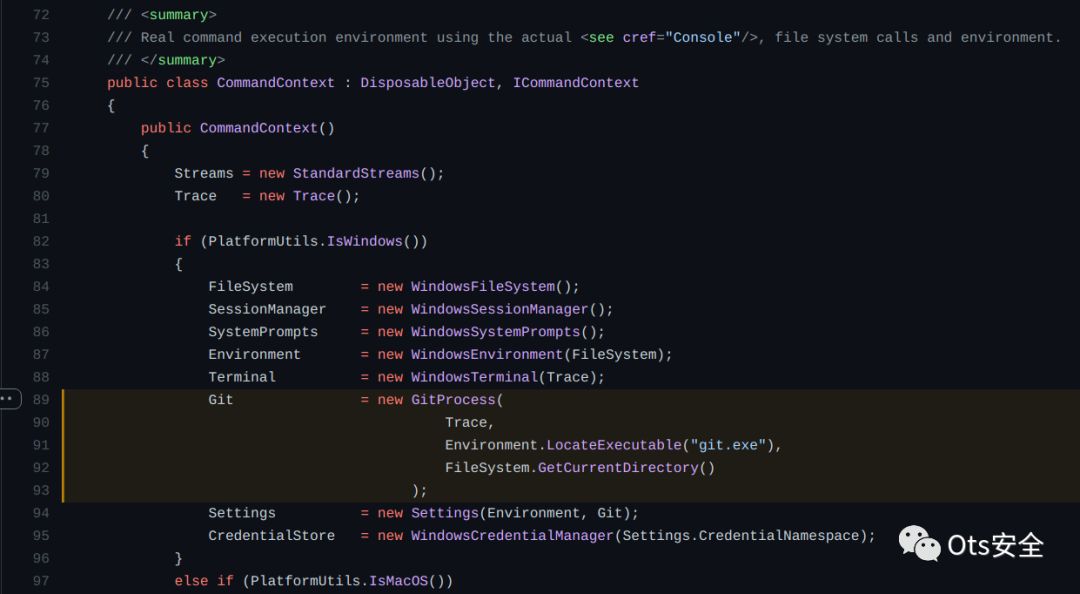 72 /// <summary>
73 /// Real command execution environment using the actual <see cref="Console"/>, file system calls and environment.
74 /// </summary>
75 public class CommandContext : DisposableObject, ICommandContext
76 {
77     public CommandContext()
78     {
79         Streams = new StandardStreams();
80         Trace   = new Trace();
81
82         if (PlatformUtils.IsWindows())
83         {
84             FileSystem        = new WindowsFileSystem();
85             SessionManager    = new WindowsSessionManager();
86             SystemPrompts     = new WindowsSystemPrompts();
87             Environment       = new WindowsEnvironment(FileSystem);
88             Terminal          = new WindowsTerminal(Trace);
89             Git               = new GitProcess(
90                                         Trace,
91                                         Environment.LocateExecutable("git.exe"),
92                                         FileSystem.GetCurrentDirectory()
93                                     );
94             Settings          = new Settings(Environment, Git);
95             CredentialStore   = new WindowsCredentialManager(Settings.CredentialNamespace);
96         }
97         else if (PlatformUtils.IsMacOS())
Ots安全